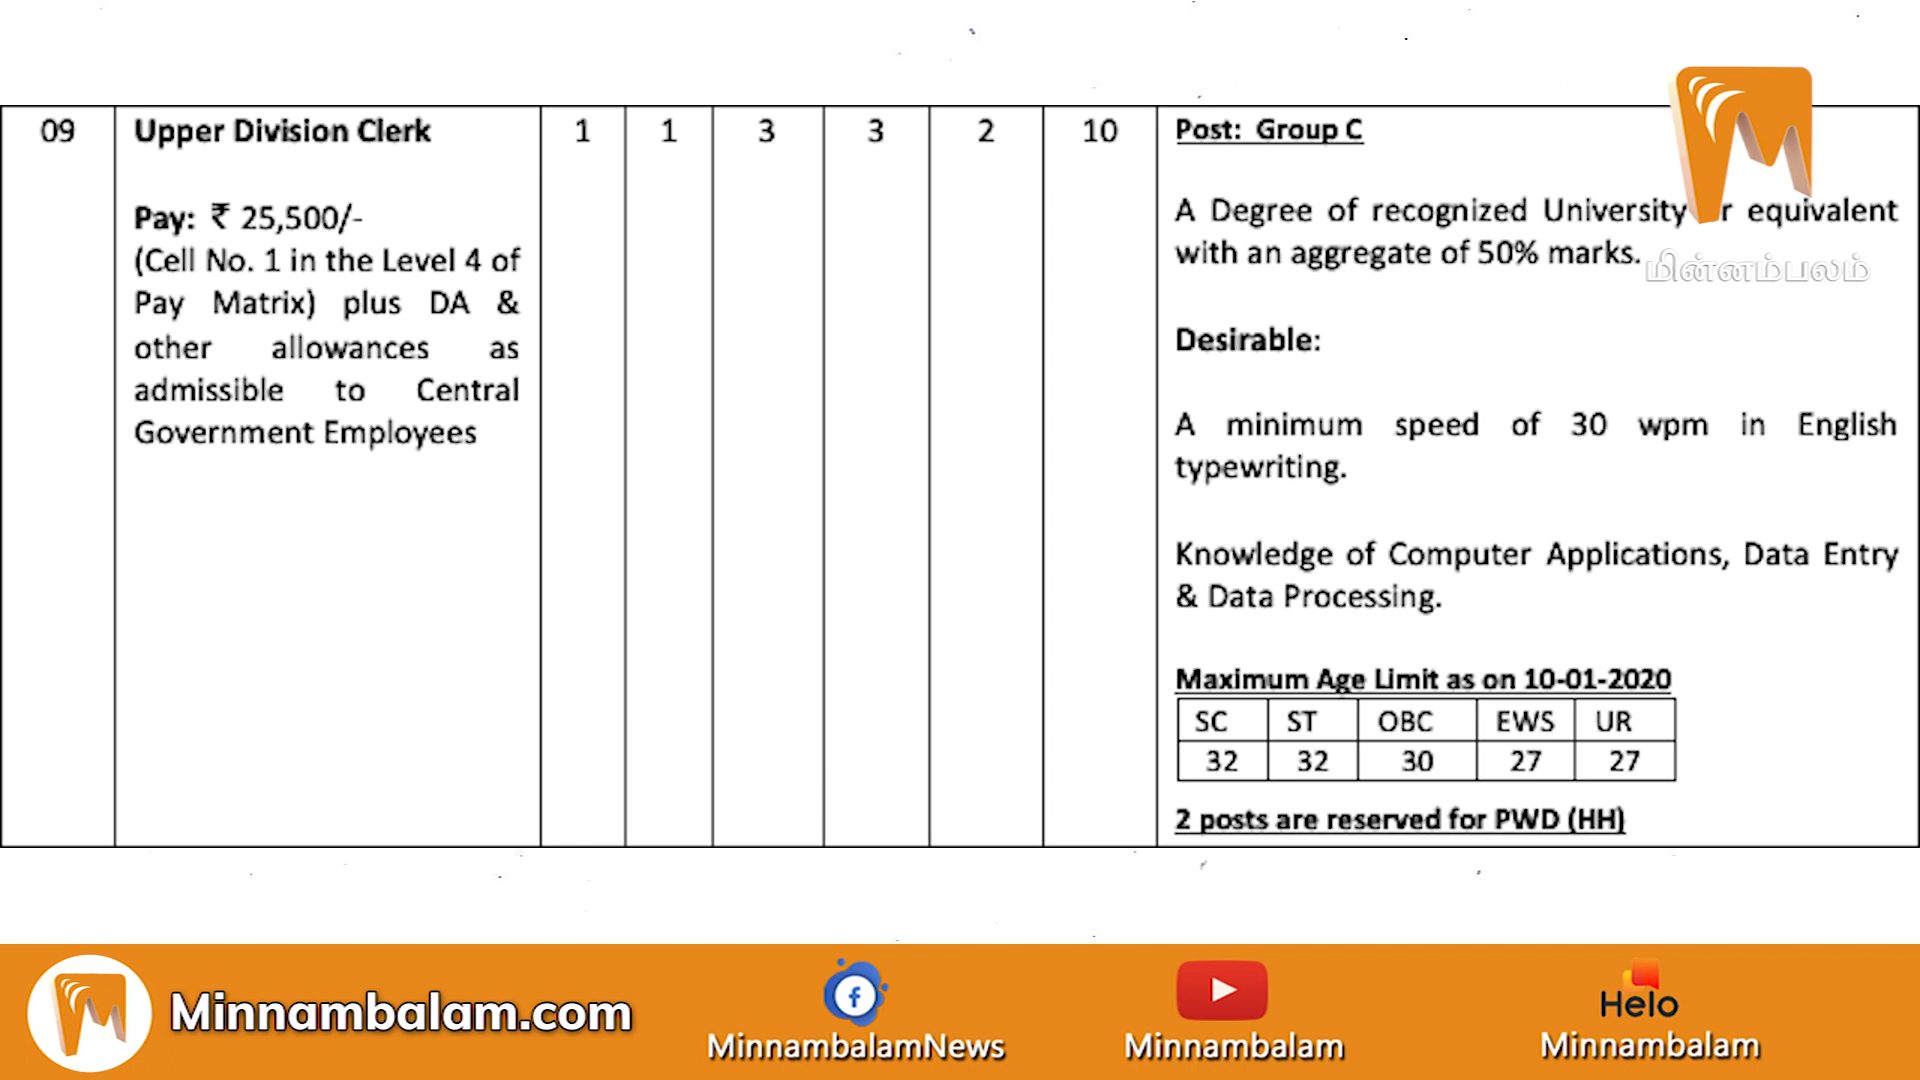 09 Upper Division Clerk 1 1 3 3 2 10 Post: Group C
Pay: ₹ 25,500/-
(Cell No. 1 in the Level 4 of
Pay Matrix) plus DA &
other allowances as
admissible to Central
Government Employees
A Degree of recognized University r equivalent
with an aggregate of 50% marks.
மின்னம்பலம்
Desirable:
A minimum speed of 30 wpm in English
typewriting.
Knowledge of Computer Applications, Data Entry
& Data Processing.
Maximum Age Limit as on 10-01-2020
SC ST OBC EWS UR
32 32 30 27 27
2 posts are reserved for PWD (HH)
Minnambalam.com
MinnambalamNews
Minnambalam
Helo
Minnambalam